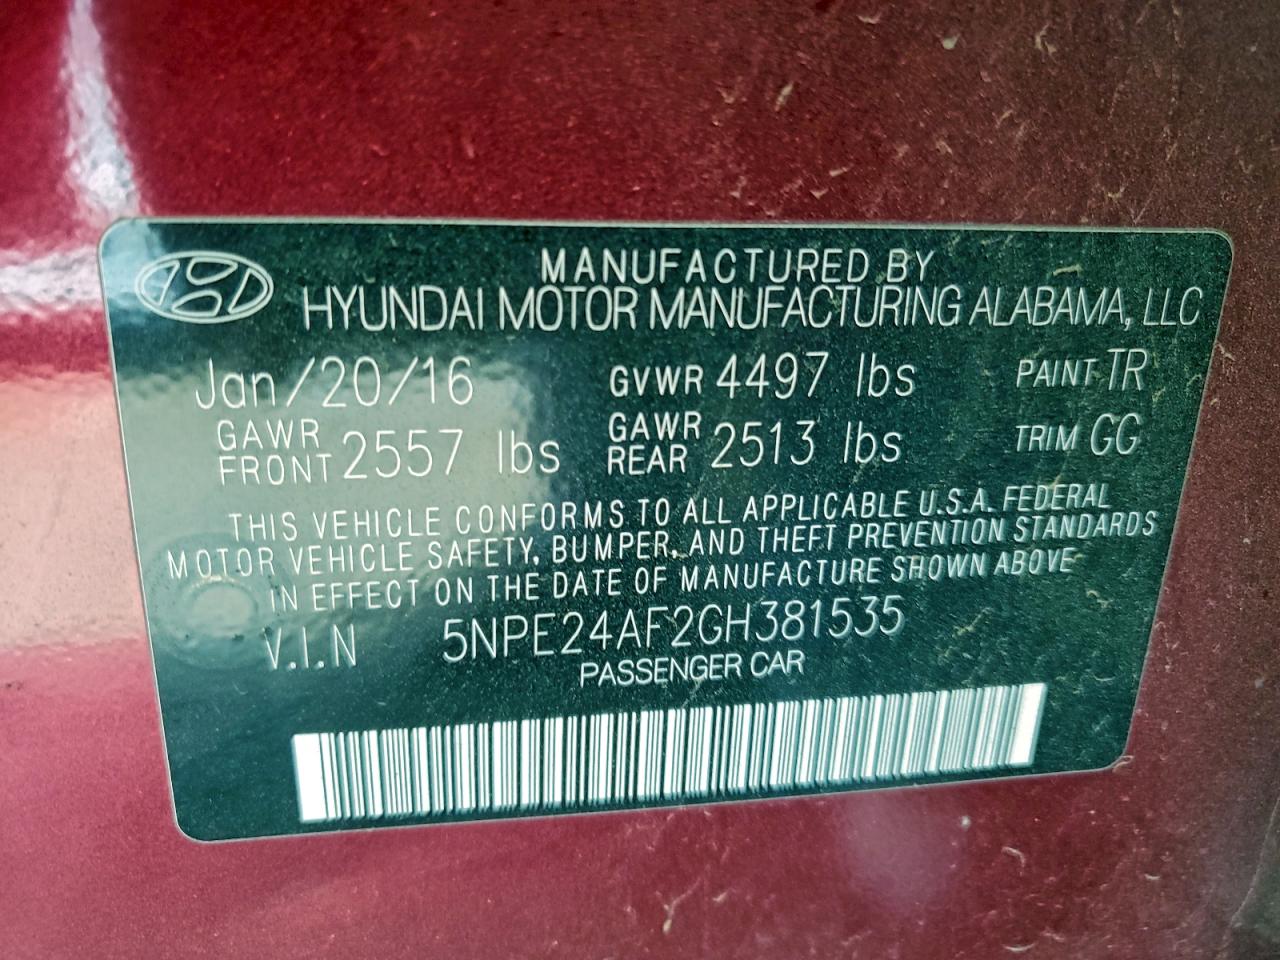 MANUFACTURED BY
HYUNDAI MOTOR MANUFACTURING ALABAMA, LLC
Jan/20/16 GVWR 4497 lbs PAINT TR
GAWR FRONT 2557 lbs GAWR REAR 2513 lbs TRIM GG
THIS VEHICLE CONFORMS TO ALL APPLICABLE U.S.A. FEDERAL
MOTOR VEHICLE SAFETY, BUMPER, AND THEFT PREVENTION STANDARDS
IN EFFECT ON THE DATE OF MANUFACTURE SHOWN ABOVE
V.I.N 5NPE24AF2GH381535
PASSENGER CAR